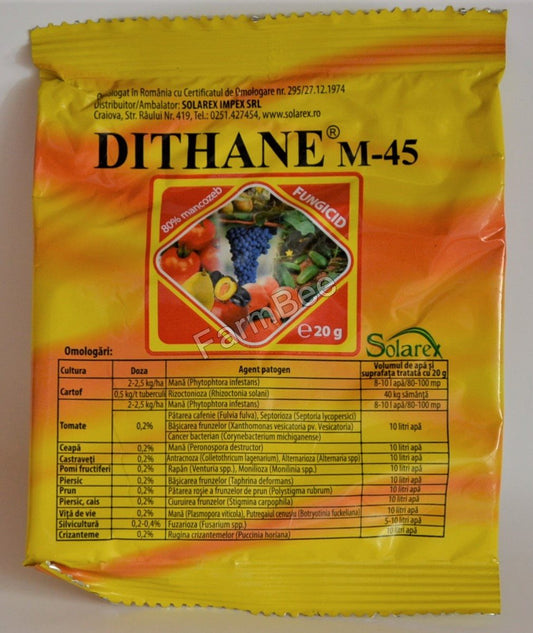 ologat în România cu Certificatul de Omologare nr. 295/27.12.1974
Distribuitor/Ambalator: SOLAREX IMPEX SRL
Craiova, Str. Râului Nr. 419, Tel.: 0251.427454, www.solarex.ro
DITHANE® M-45
80% mancozeb
FUNGICID
FarmBee
℮ 20 g
Solarex
Omologări:
Cultura Doza Agent patogen Volumul de apă și suprafața tratată cu 20 g
Cartof 2-2,5 kg/ha Mană (Phytophtora infestans) 8-10 l apă/80-100 mp
0,5 kg/t tuberculi Rizoctonioza (Rhizoctonia solani) 40 kg sămânță
2-2,5 kg/ha Mană (Phytophtora infestans) 8-10 l apă/80-100 mp
Tomate 0,2% Pătarea cafenie (Fulvia fulva), Septorioza (Septoria lycopersici) 10 litri apă
Bășicarea frunzelor (Xanthomonas vesicatoria pv. Vesicatoria)
Cancer bacterian (Corynebacterium michiganense)
Ceapă 0,2% Mană (Peronospora destructor) 10 litri apă
Castraveți 0,2% Antracnoza (Colletothricum lagenarium), Alternarioza (Alternaria spp) 10 litri apă
Pomi fructiferi 0,2% Rapăn (Venturia spp.), Monilioza (Monilinia spp.) 10 litri apă
Piersic 0,2% Bășicarea frunzelor (Taphrina deformans) 10 litri apă
Prun 0,2% Pătarea roșie a frunzelor de prun (Polystigma rubrum) 10 litri apă
Piersic, cais 0,2% Ciuruirea frunzelor (Stigmina carpophila) 10 litri apă
Viță de vie 0,2% Mană (Plasmopora viticola), Putregaiul cenușiu (Botryotinia fuckeliana) 10 litri apă
Silvicultură 0,2-0,4% Fuzarioza (Fusarium spp.) 5-10 litri apă
Crizanteme 0,2% Rugina crizantemelor (Puccinia horiana) 10 litri apă